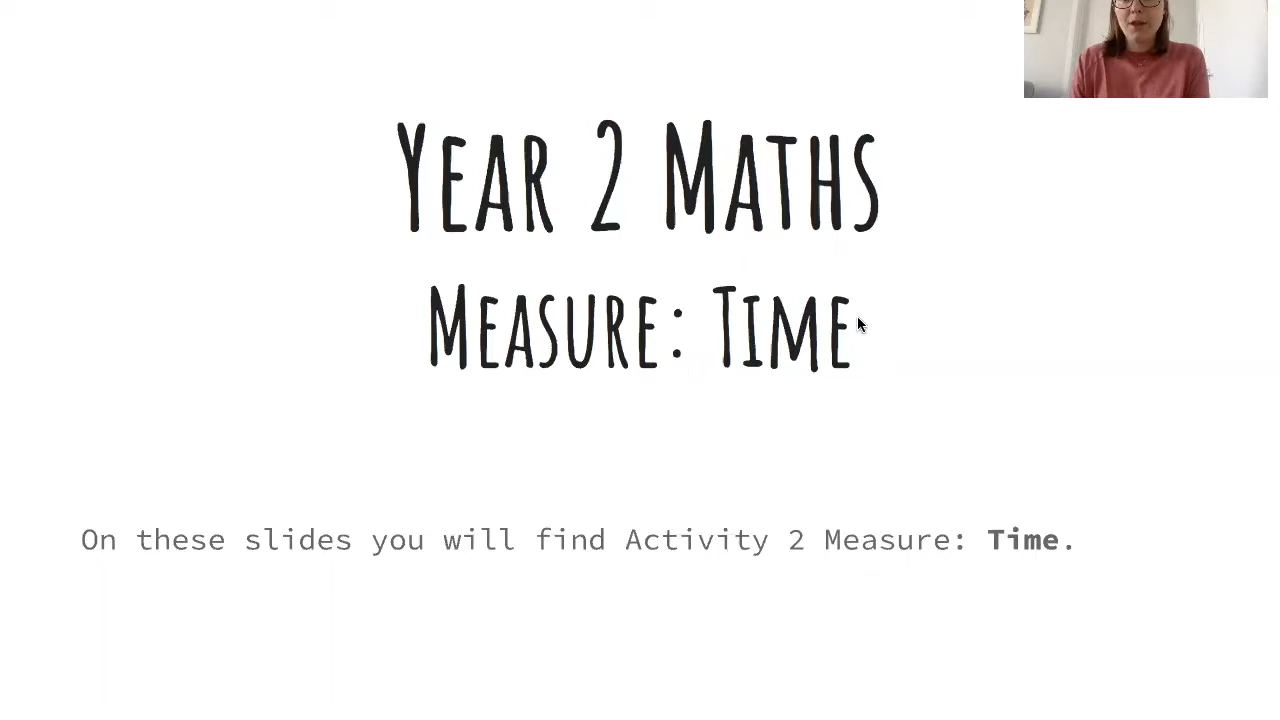 Year 2 Maths
Measure: Time
On these slides you will find Activity 2 Measure: Time.